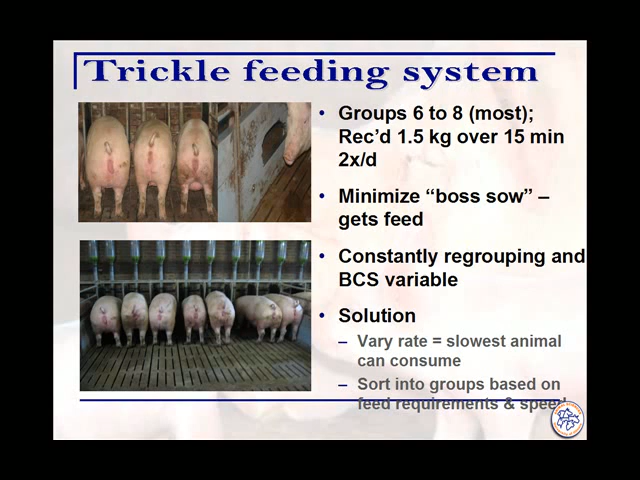 Trickle feeding system
• Groups 6 to 8 (most);
Rec’d 1.5 kg over 15 min
2x/d
• Minimize “boss sow” –
gets feed
• Constantly regrouping and
BCS variable
• Solution
– Vary rate = slowest animal
can consume
– Sort into groups based on
feed requirements & speed